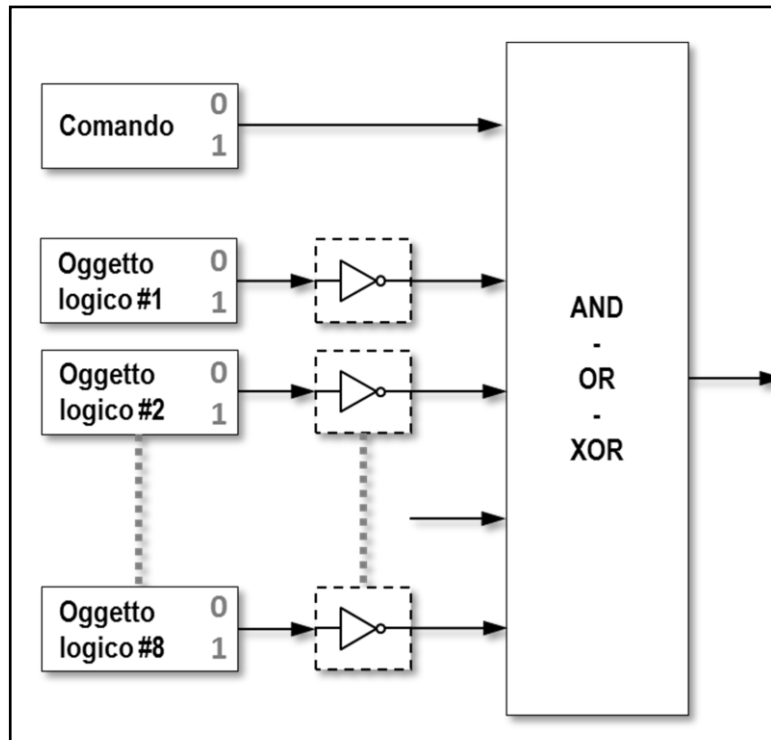 Comando
0
1
Oggetto
logico #1
0
1
Oggetto
logico #2
0
1
Oggetto
logico #8
0
1
AND
-
OR
-
XOR